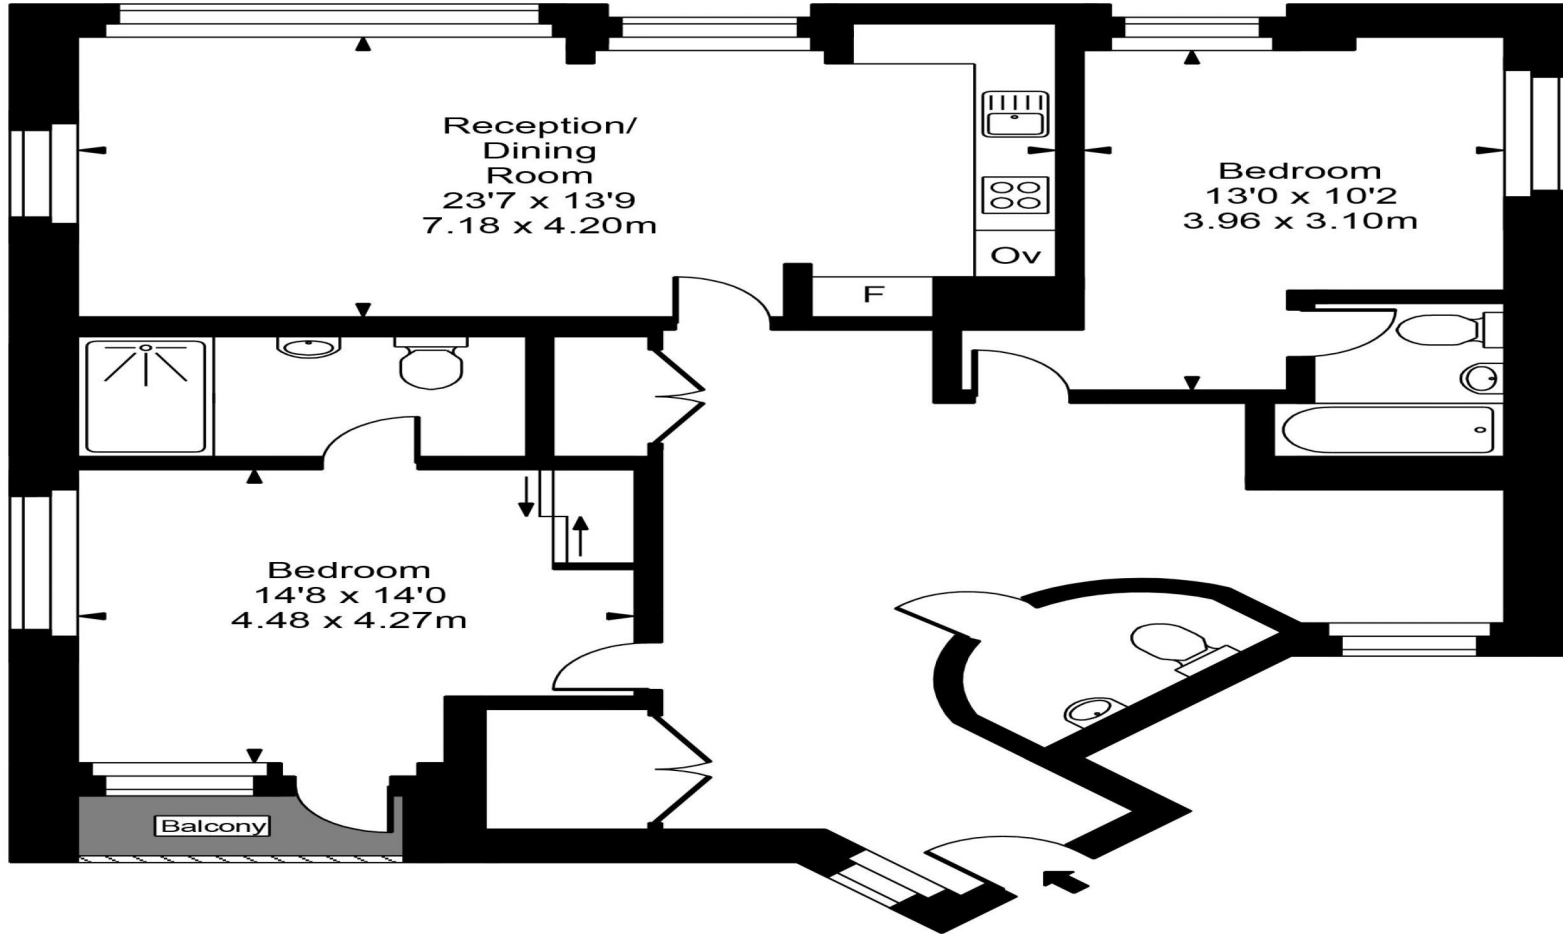 Reception/
Dining
Room
23'7 x 13'9
7.18 x 4.20m
Bedroom
13'0 x 10'2
3.96 x 3.10m
Ov
F
Bedroom
14'8 x 14'0
4.48 x 4.27m
Balcony